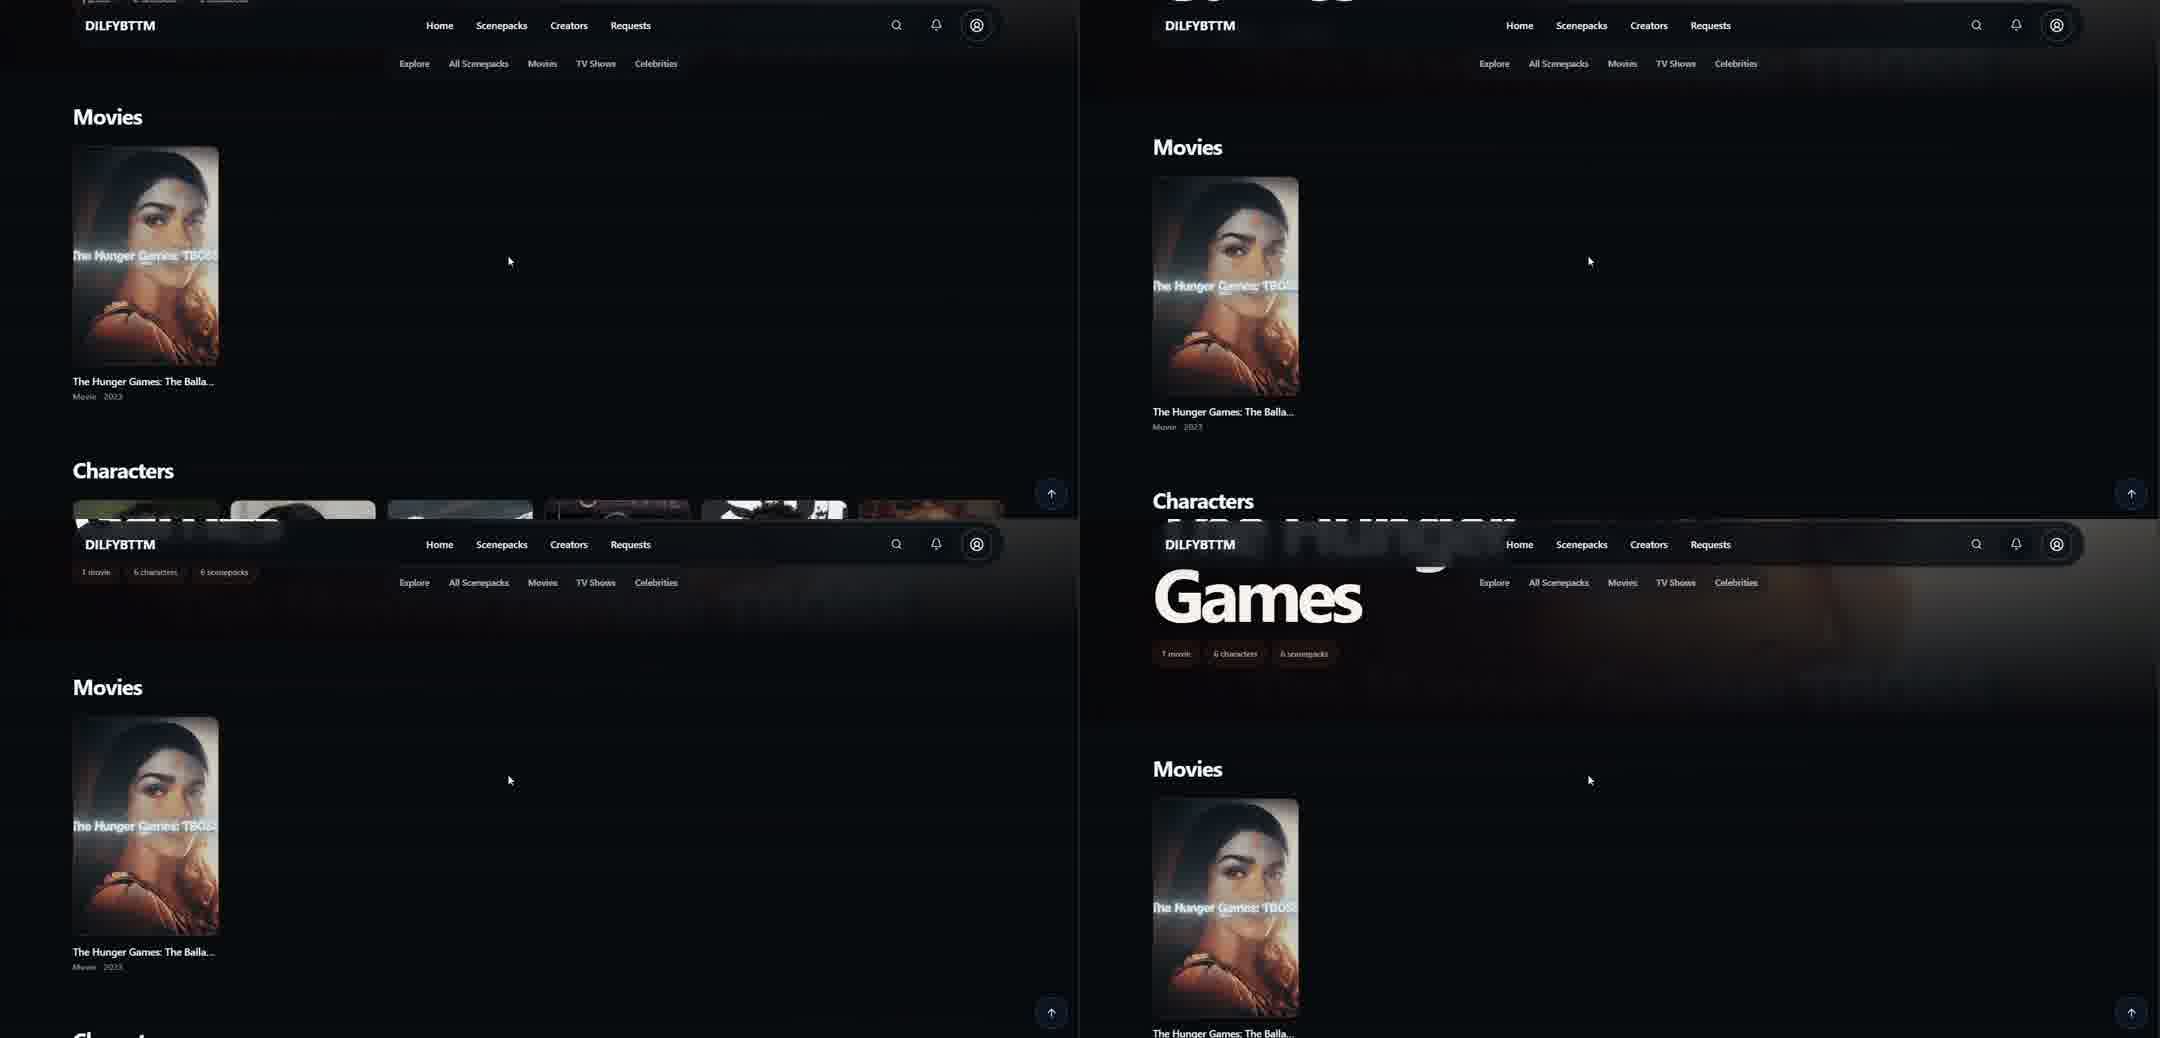 DILFYBTTM Home Scenepacks Creators Requests
Explore All Scenepacks Movies TV Shows Celebrities
Movies
The Hunger Games: TBOSS
The Hunger Games: The Balla...
Movie 2023
Characters
DILFYBTTM Home Scenepacks Creators Requests
Explore All Scenepacks Movies TV Shows Celebrities
Movies
The Hunger Games: TBO
The Hunger Games: The Balla...
Movie 2023
Characters
DILFYBTTM Home Scenepacks Creators Requests
1 movie 6 characters 6 scenepacks
Explore All Scenepacks Movies TV Shows Celebrities
Movies
The Hunger Games: TBOS
The Hunger Games: The Balla...
Movie 2023
The Hunger
DILFYBTTM Home Scenepacks Creators Requests
Explore All Scenepacks Movies TV Shows Celebrities
Games
1 movie 6 characters 6 scenepacks
Movies
The Hunger Games: TBOSS
The Hunger Games: The Balla...